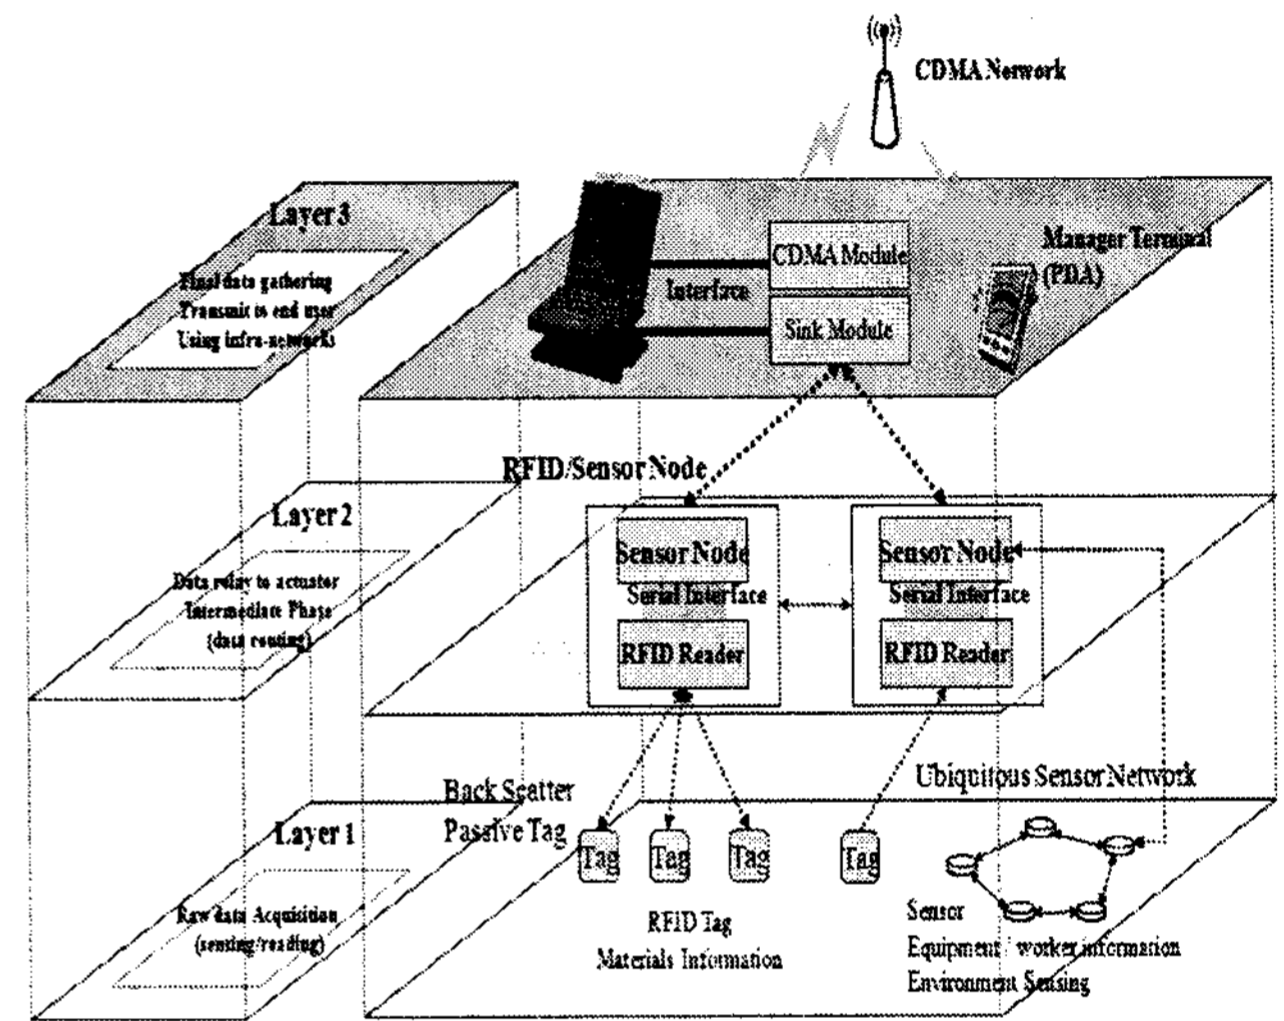 CDMA Nerwork
Layer 3
Final data gathering
Transmit to end user
Using infra-networks
CDMA Module
Interface
Sink Module
Manager Terminal
(PDA)
RFID/Sensor Node
Layer 2
Data relay to actuator
Intermediate Phase
(data routing)
Sensor Node
Serial Interface
RFID Reader
Sensor Node
Serial Interface
RFID Reader
Ubiquitous Sensor Network
Back Scatter
Passive Tag
Layer 1
Raw data Acquisition
(sensing/reading)
Tag
Tag
Tag
Tag
RFID Tag
Materials Information
Sensor
Equipment / worker information
Environment Sensing